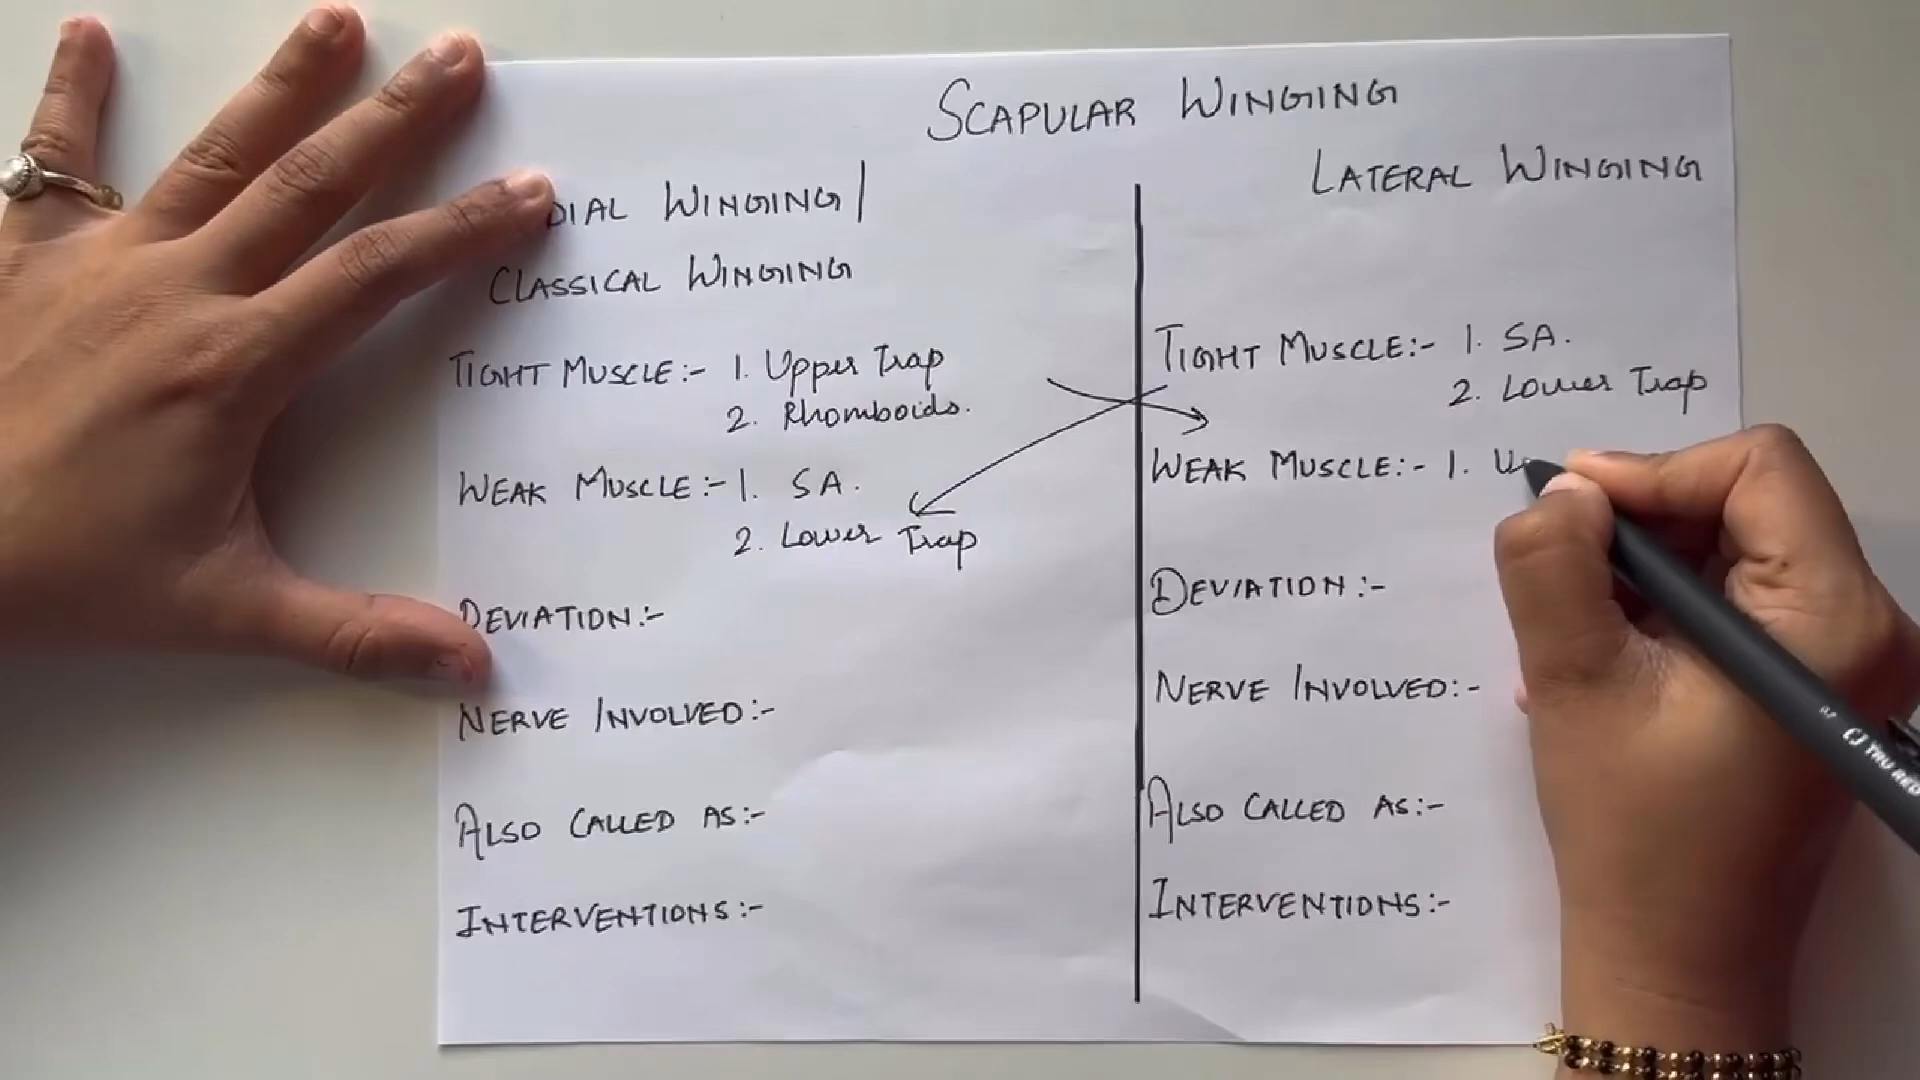 SCAPULAR WINGING
DIAL WINGING /
CLASSICAL WINGING
TIGHT MUSCLE:- 1. Upper Trap
2. Rhomboids.
WEAK MUSCLE:- 1. SA.
2. Lower Trap
DEVIATION:-
NERVE INVOLVED:-
ALSO CALLED AS:-
INTERVENTIONS:-
LATERAL WINGING
TIGHT MUSCLE:- 1. SA.
2. Lower Trap
WEAK MUSCLE:- 1. U
DEVIATION:-
NERVE INVOLVED:-
ALSO CALLED AS:-
INTERVENTIONS:-
TRU RED